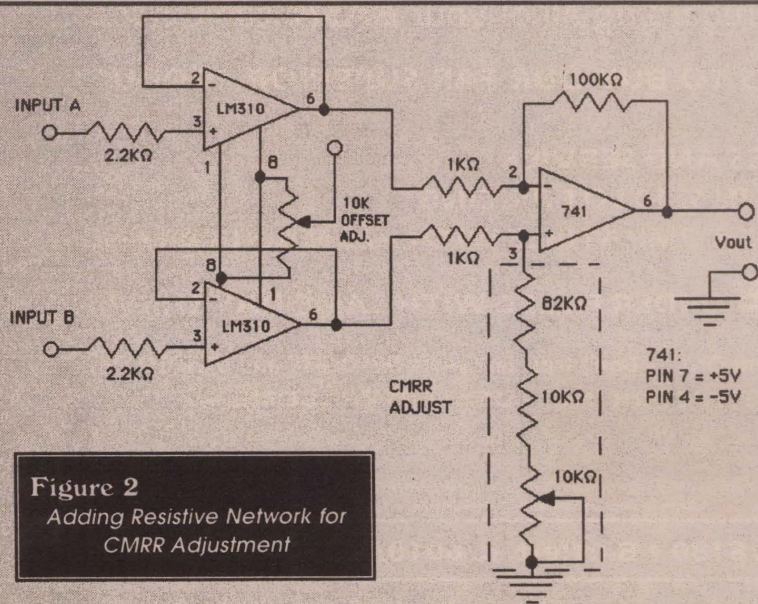 2
-
LM310
6
INPUT A
3
+
2.2KΩ
1
8
10K
OFFSET
ADJ.
100KΩ
1KΩ
2
-
741
6
1KΩ
+
3
Vout
8
2
-
1
LM310
6
INPUT B
3
+
2.2KΩ
82KΩ
CMRR
ADJUST
10KΩ
10KΩ
741:
PIN 7 = +5V
PIN 4 = -5V
Figure 2
Adding Resistive Network for
CMRR Adjustment